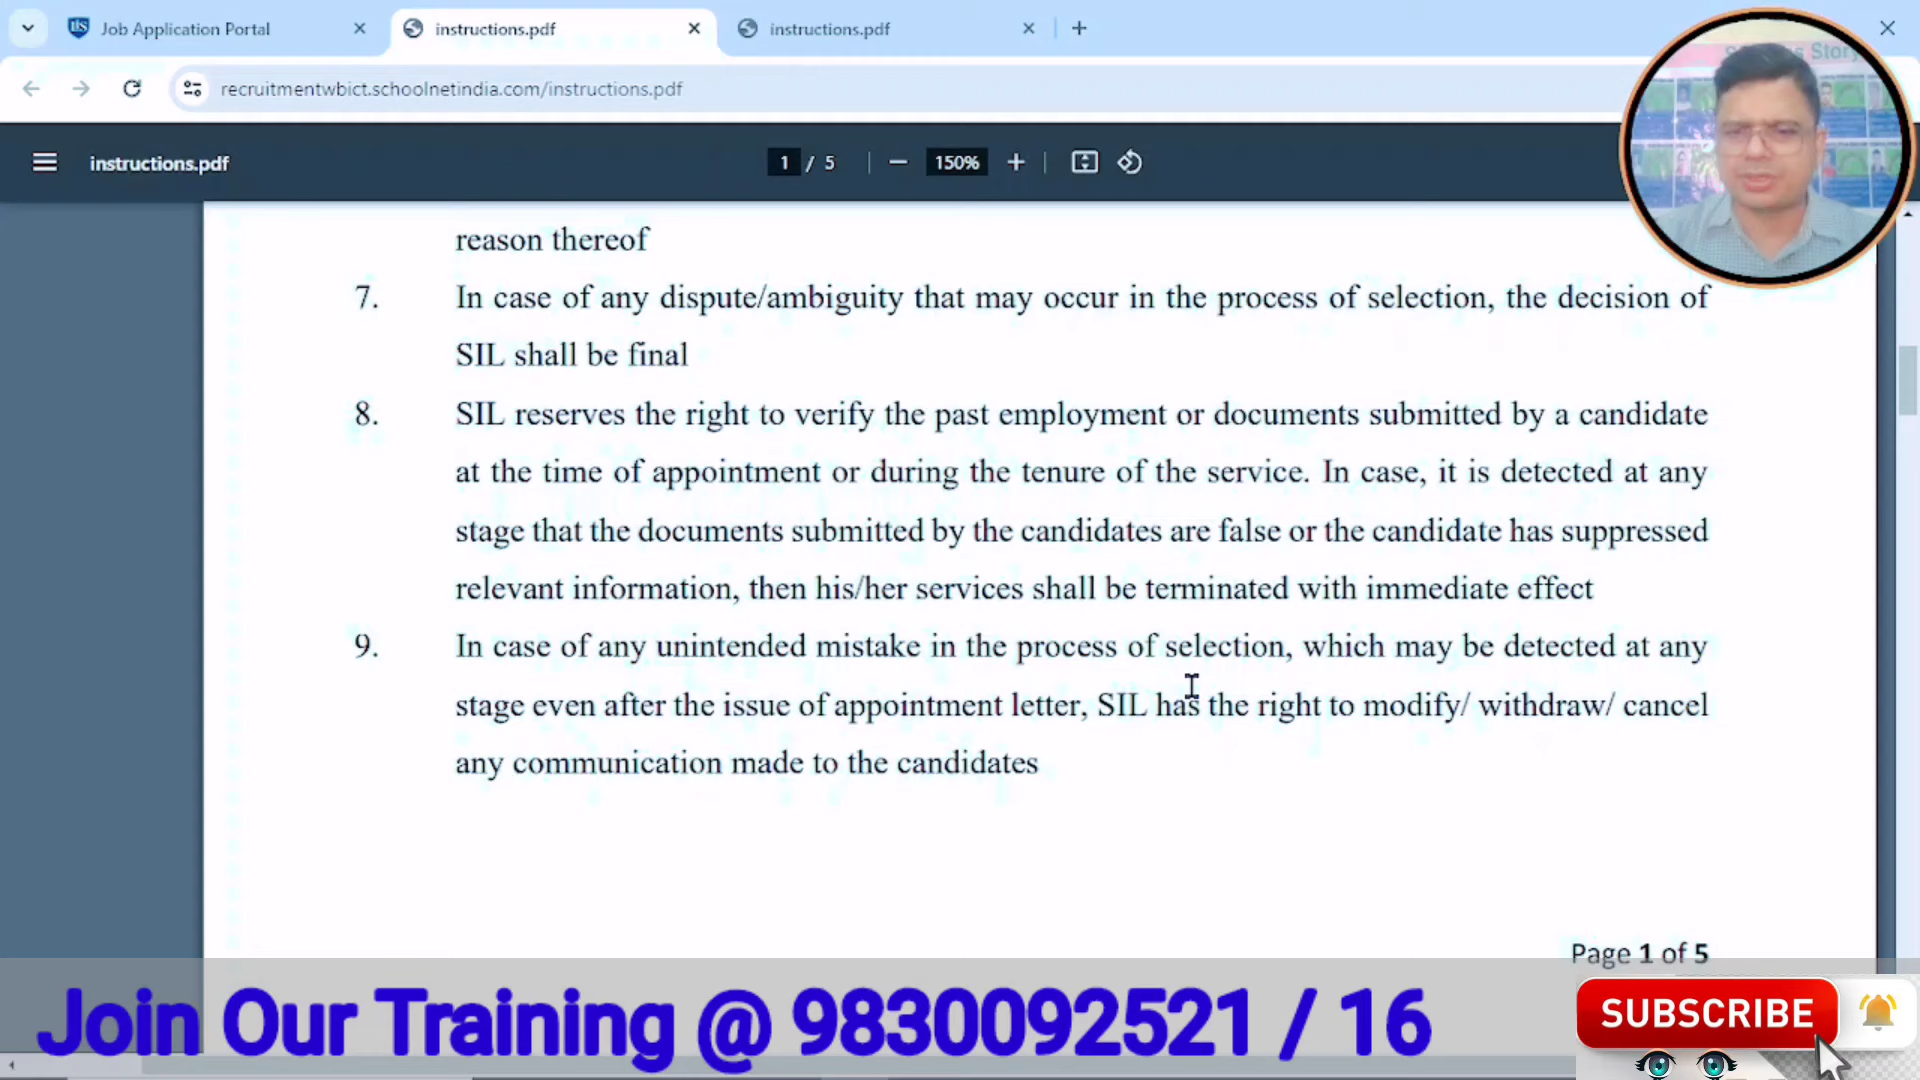 Job Application Portal
instructions.pdf
instructions.pdf
recruitmentwbict.schoolnetindia.com/instructions.pdf
instructions.pdf
1 / 5
150%
reason thereof
7. In case of any dispute/ambiguity that may occur in the process of selection, the decision of
SIL shall be final
8. SIL reserves the right to verify the past employment or documents submitted by a candidate
at the time of appointment or during the tenure of the service. In case, it is detected at any
stage that the documents submitted by the candidates are false or the candidate has suppressed
relevant information, then his/her services shall be terminated with immediate effect
9. In case of any unintended mistake in the process of selection, which may be detected at any
stage even after the issue of appointment letter, SIL has the right to modify/ withdraw/ cancel
any communication made to the candidates
Page 1 of 5
Join Our Training @ 9830092521 / 16
SUBSCRIBE